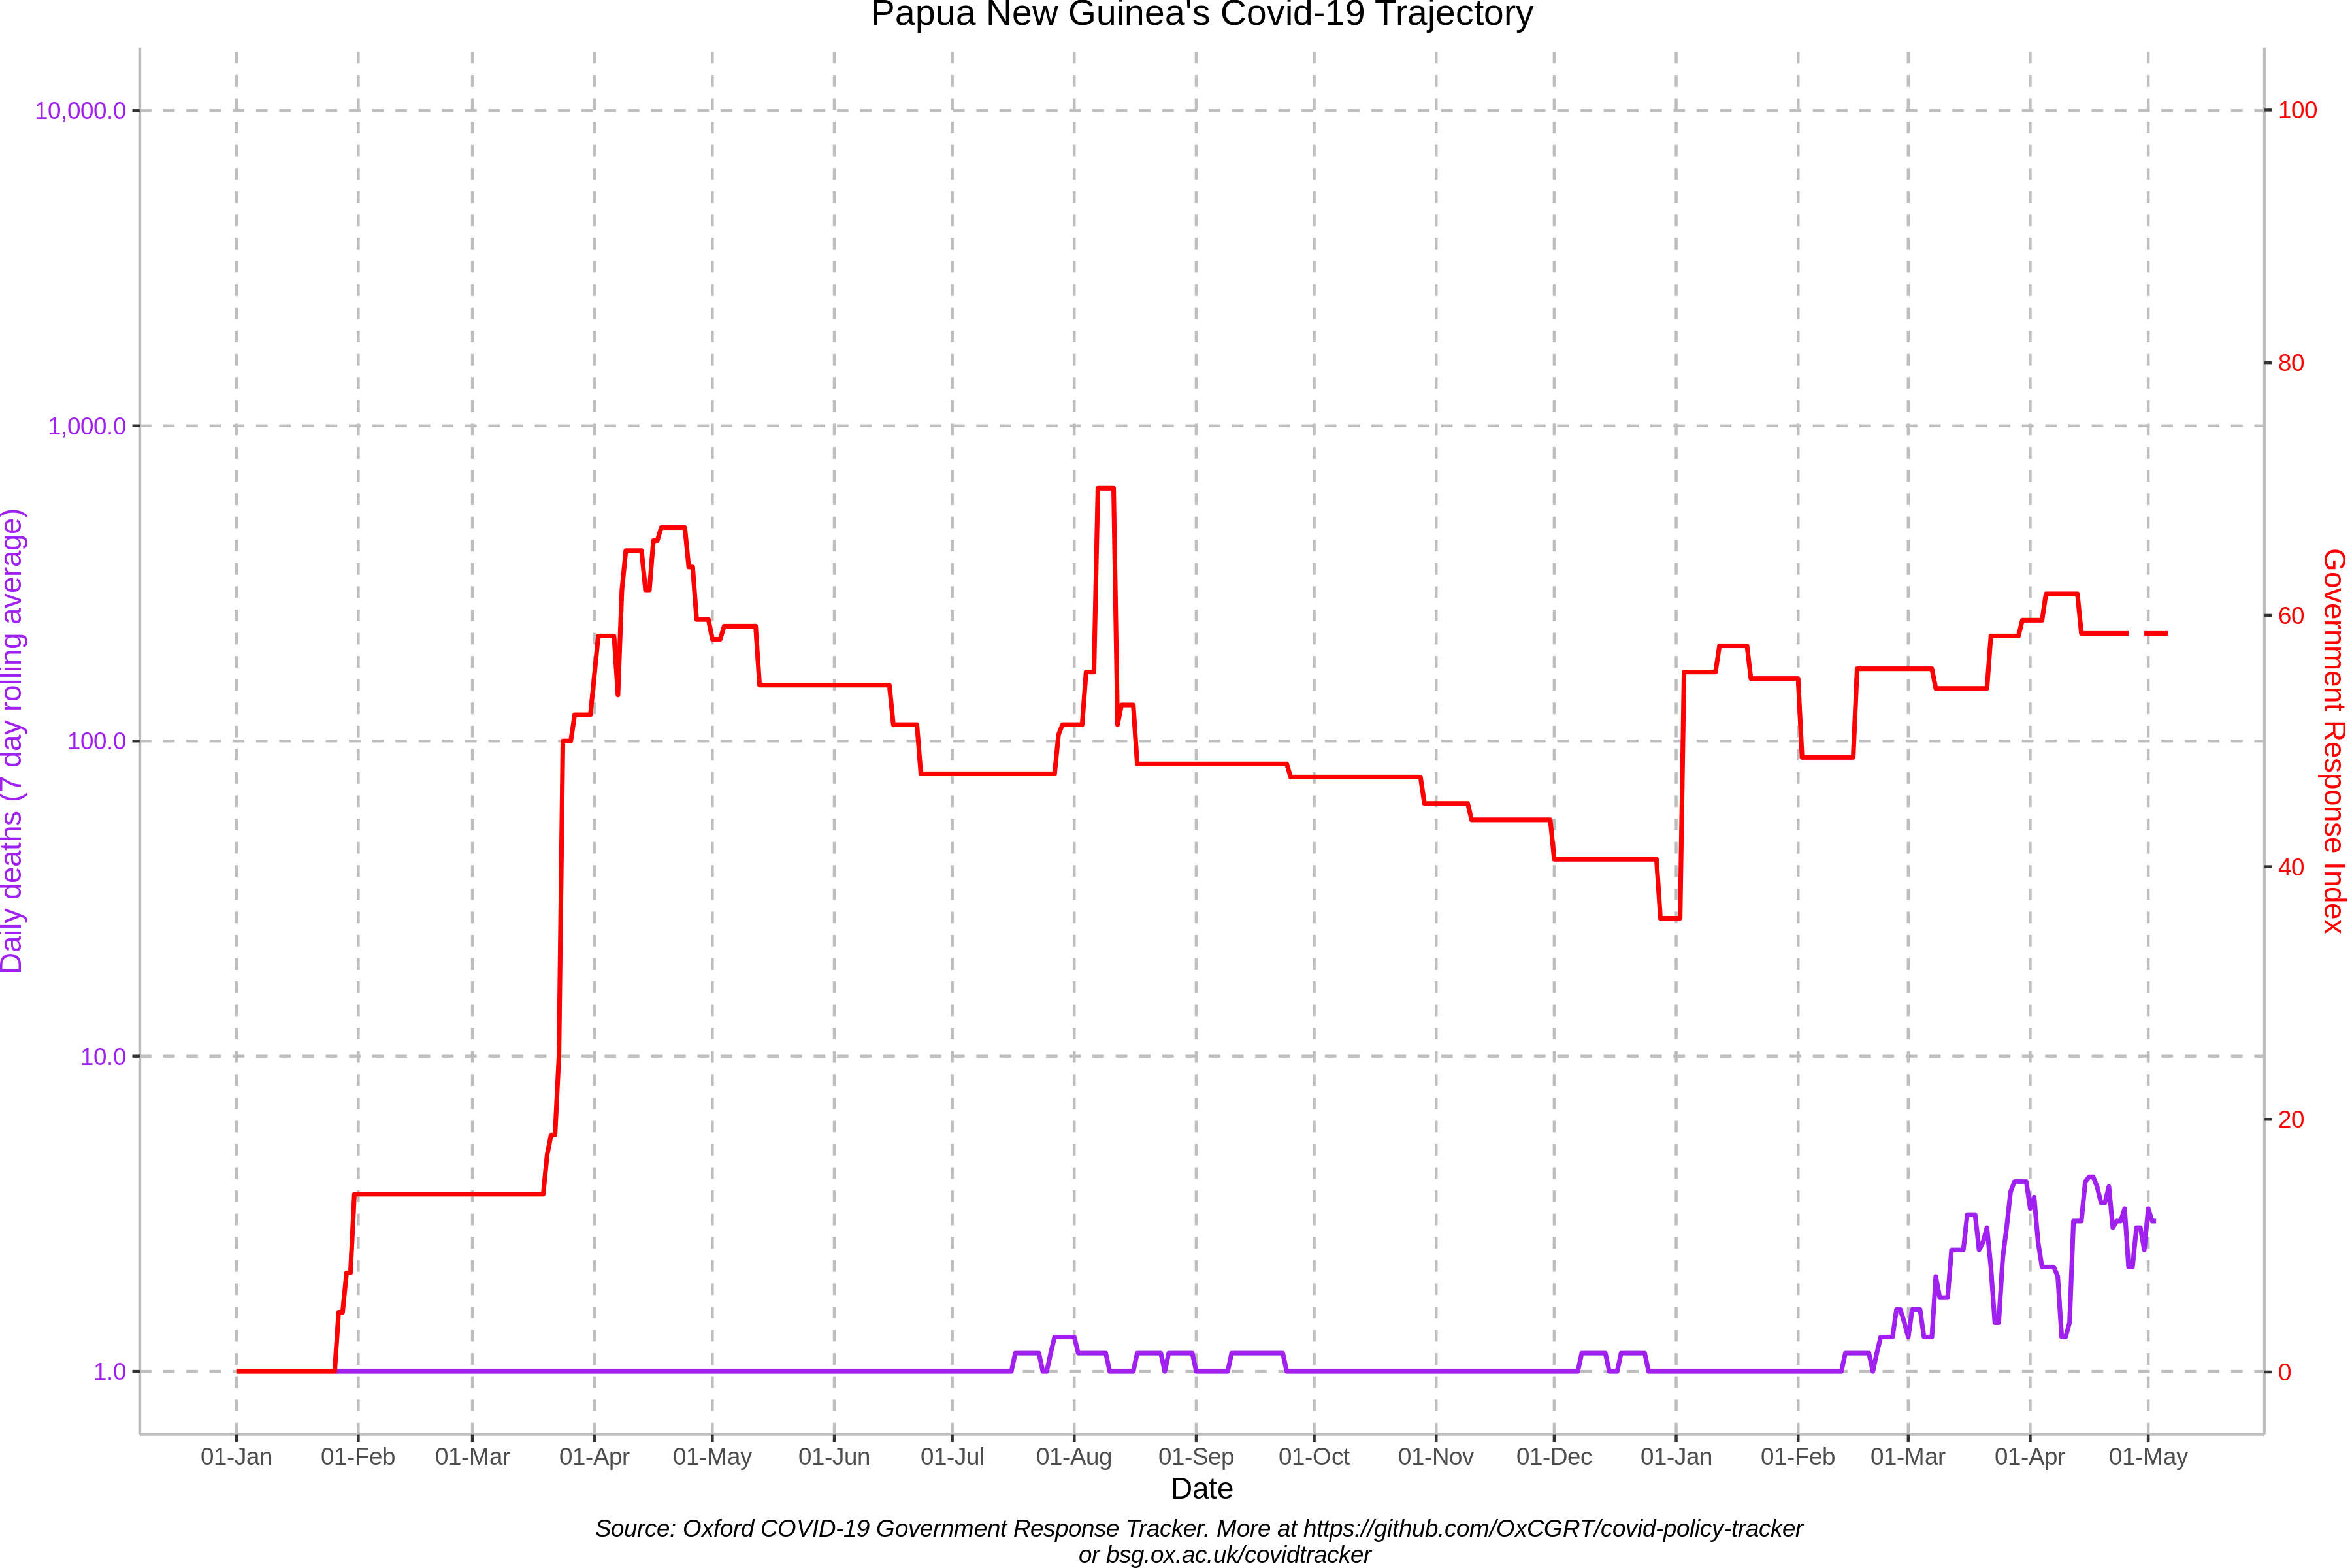 Papua New Guinea's Covid-19 Trajectory
10,000.0
1,000.0
100.0
10.0
1.0
Daily deaths (7 day rolling average)
100
80
60
40
20
0
Government Response Index
01-Jan 01-Feb 01-Mar 01-Apr 01-May 01-Jun 01-Jul 01-Aug 01-Sep 01-Oct 01-Nov 01-Dec 01-Jan 01-Feb 01-Mar 01-Apr 01-May
Date
Source: Oxford COVID-19 Government Response Tracker. More at https://github.com/OxCGRT/covid-policy-tracker
or bsg.ox.ac.uk/covidtracker